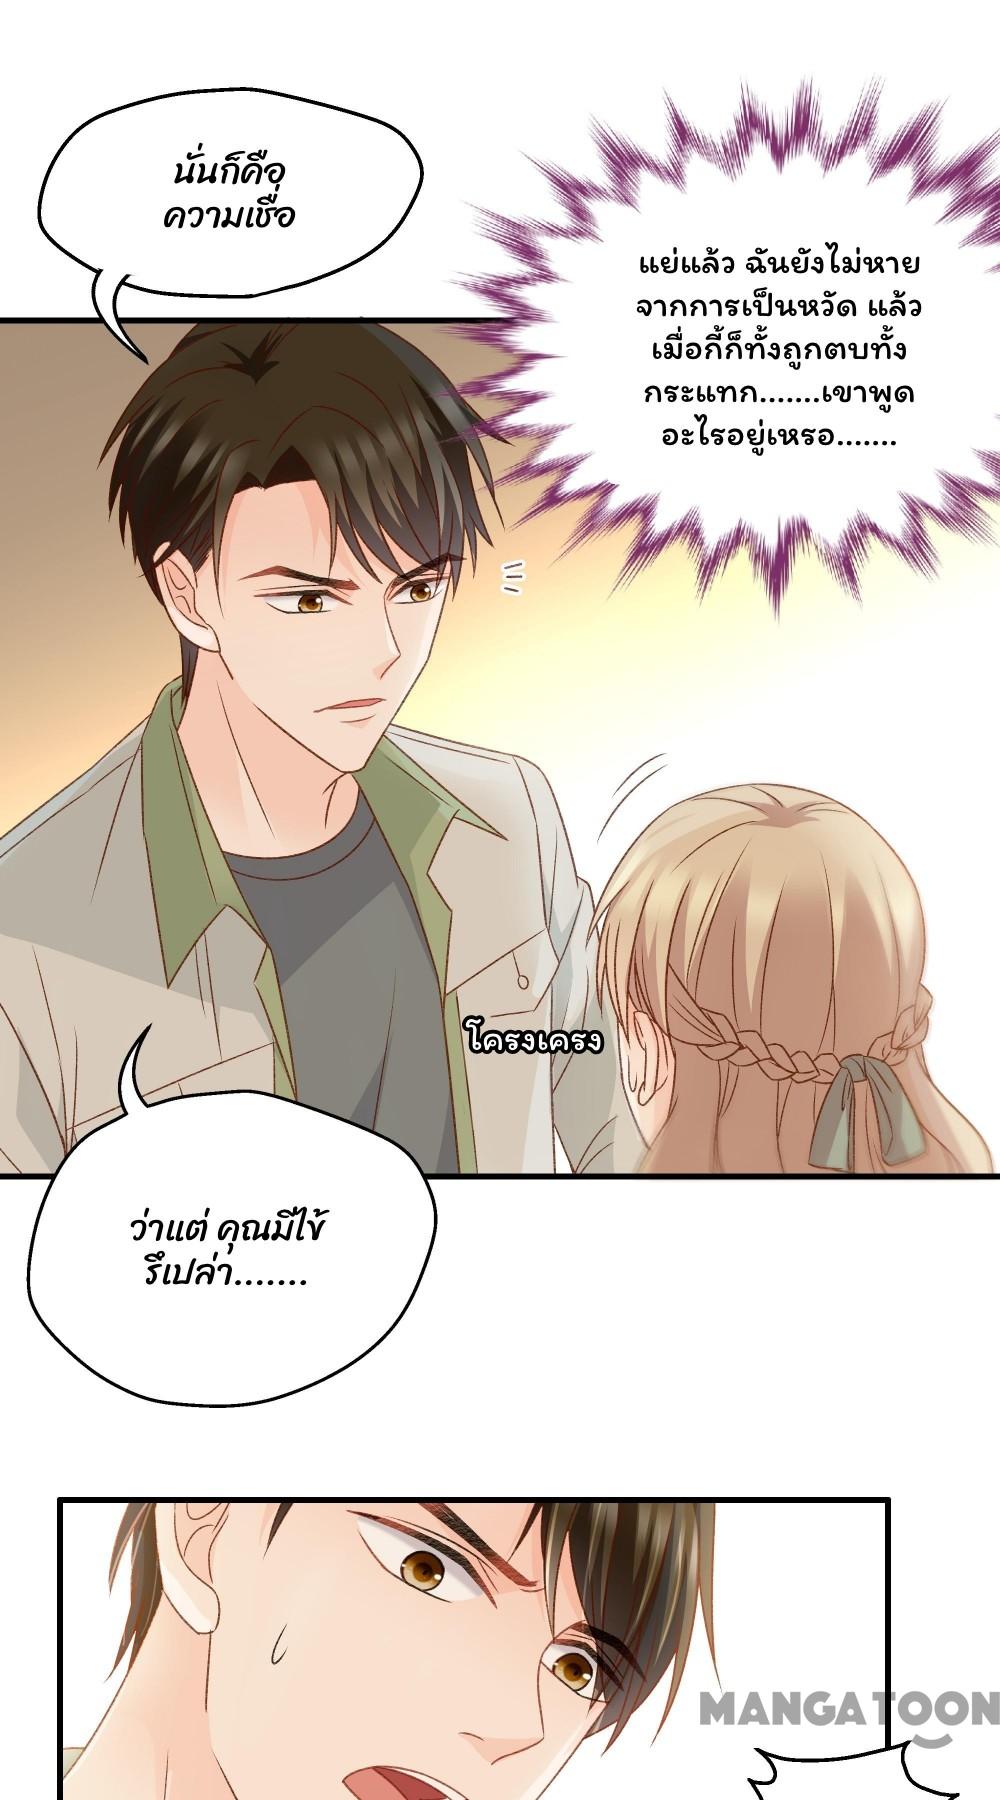 นั่นก็คือ
ความเชื่อ
แย่แล้ว ฉันยังไม่หาย
จากการเป็นหวัด แล้ว
เมื่อกี้ก็ทั้งถูกตบทั้ง
กระแทก.......เขาพูด
อะไรอยู่เหรอ.......
โครงเครง
ว่าแต่ คุณมีไข้
รึเปล่า.......
MANGATOON